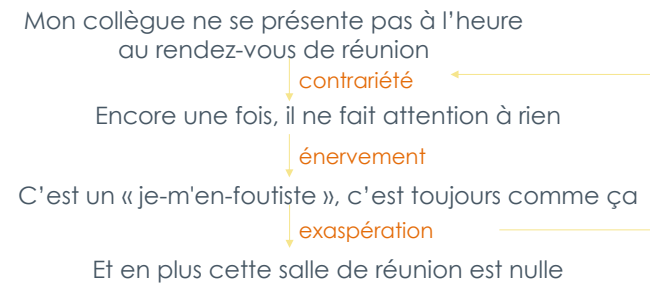 Mon collègue ne se présente pas à l’heure
au rendez-vous de réunion
contrariété
Encore une fois, il ne fait attention à rien
énervement
C’est un « je-m'en-foutiste », c’est toujours comme ça
exaspération
Et en plus cette salle de réunion est nulle